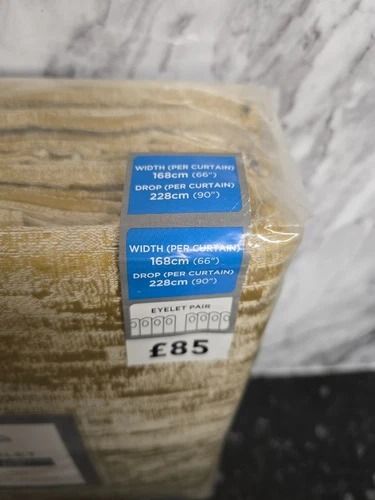 WIDTH (PER CURTAIN)
168cm (66")
DROP (PER CURTAIN)
228cm (90")
WIDTH (PER CURTAIN)
168cm (66")
DROP (PER CURTAIN)
228cm (90")
EYELET PAIR
£85